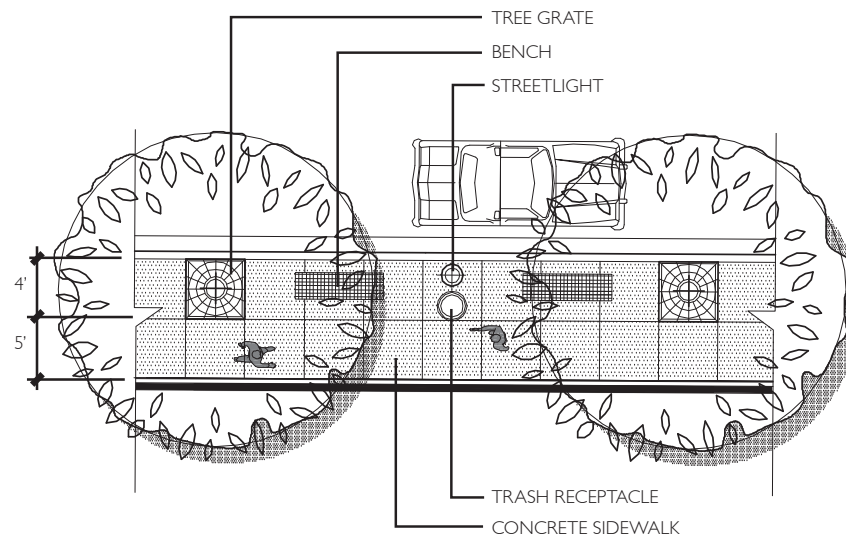 TREE GRATE
BENCH
STREETLIGHT
4'
5'
TRASH RECEPTACLE
CONCRETE SIDEWALK